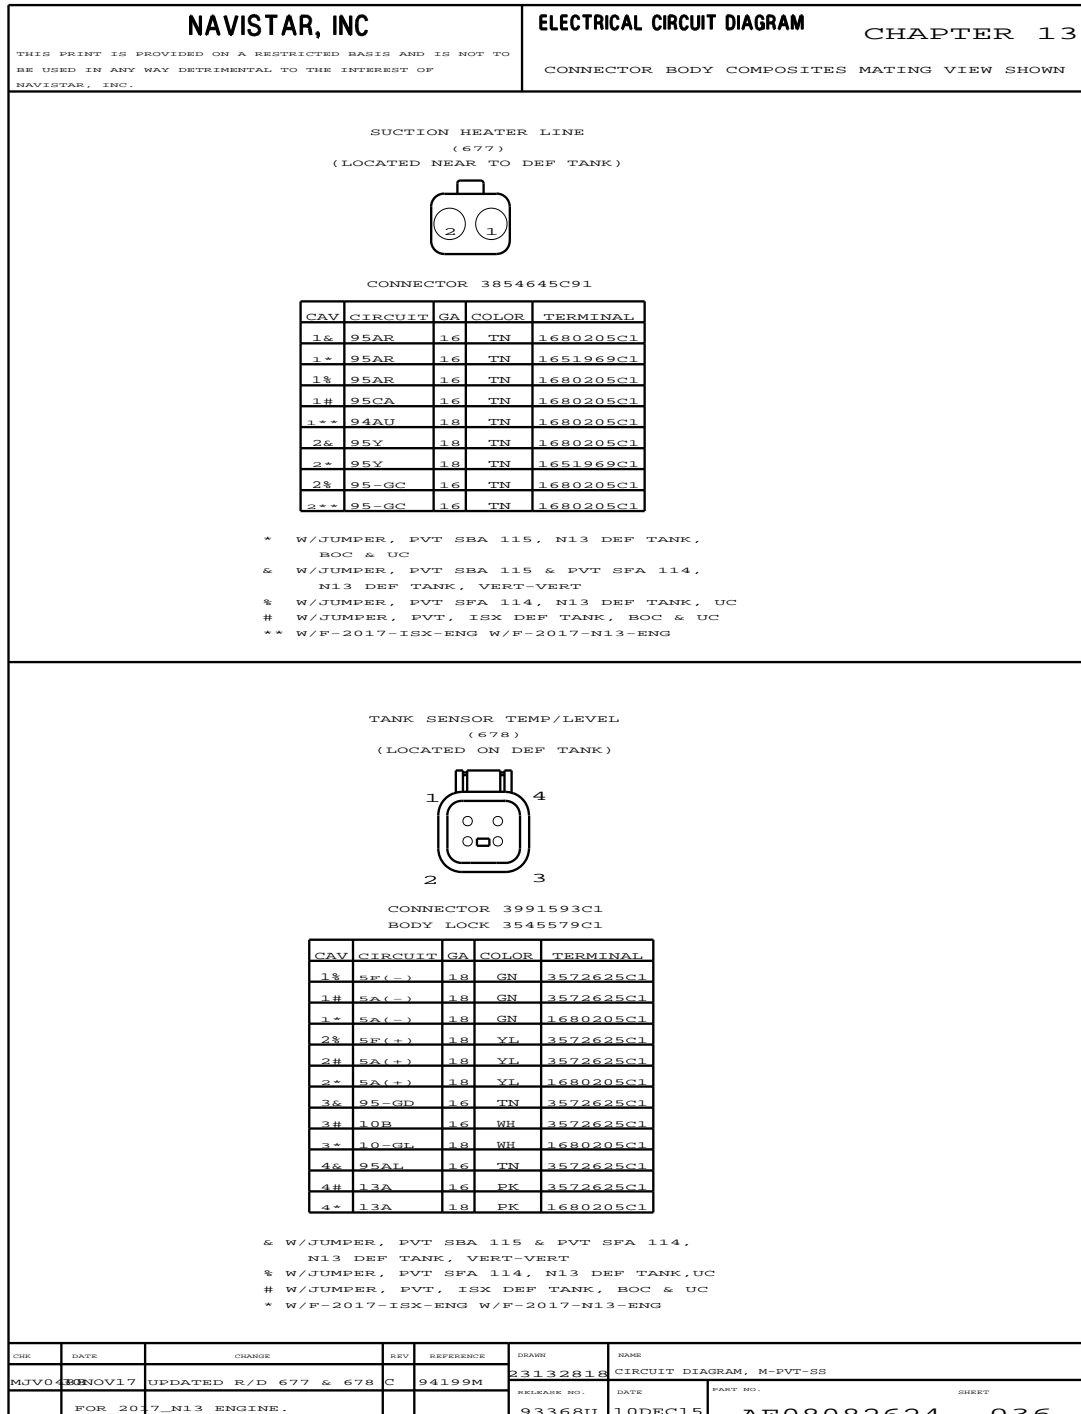 NAVISTAR, INC
THIS PRINT IS PROVIDED ON A RESTRICTED BASIS AND IS NOT TO
BE USED IN ANY WAY DETRIMENTAL TO THE INTEREST OF
NAVISTAR, INC.
ELECTRICAL CIRCUIT DIAGRAM
CHAPTER 13
CONNECTOR BODY COMPOSITES MATING VIEW SHOWN
SUCTION HEATER LINE
(677)
(LOCATED NEAR TO DEF TANK)
2 1
CONNECTOR 3854645C91
CAV CIRCUIT GA COLOR TERMINAL
1& 95AR 16 TN 1680205C1
1* 95AR 16 TN 1651969C1
1% 95AR 16 TN 1680205C1
1# 95CA 16 TN 1680205C1
1** 94AU 18 TN 1680205C1
2& 95Y 18 TN 1680205C1
2* 95Y 18 TN 1651969C1
2% 95-GC 16 TN 1680205C1
2** 95-GC 16 TN 1680205C1
* W/JUMPER, PVT SBA 115, N13 DEF TANK,
BOC & UC
& W/JUMPER, PVT SBA 115 & PVT SFA 114,
N13 DEF TANK, VERT-VERT
% W/JUMPER, PVT SFA 114, N13 DEF TANK, UC
# W/JUMPER, PVT, ISX DEF TANK, BOC & UC
** W/F-2017-ISX-ENG W/F-2017-N13-ENG
TANK SENSOR TEMP/LEVEL
(678)
(LOCATED ON DEF TANK)
1 4
2 3
CONNECTOR 3991593C1
BODY LOCK 3545579C1
CAV CIRCUIT GA COLOR TERMINAL
1% 5F(-) 18 GN 3572625C1
1# 5A(-) 18 GN 3572625C1
1* 5A(-) 18 GN 1680205C1
2% 5F(+) 18 YL 3572625C1
2# 5A(+) 18 YL 3572625C1
2* 5A(+) 18 YL 1680205C1
3& 95-GD 16 TN 3572625C1
3# 10B 16 WH 3572625C1
3* 10-GL 18 WH 1680205C1
4& 95AL 16 TN 3572625C1
4# 13A 16 PK 3572625C1
4* 13A 18 PK 1680205C1
& W/JUMPER, PVT SBA 115 & PVT SFA 114,
N13 DEF TANK, VERT-VERT
% W/JUMPER, PVT SFA 114, N13 DEF TANK,UC
# W/JUMPER, PVT, ISX DEF TANK, BOC & UC
* W/F-2017-ISX-ENG W/F-2017-N13-ENG
CHK DATE CHANGE REV REFERENCE
UPDATED R/D 677 & 678 C 94199M
FOR 2017_N13 ENGINE.
DRAWN
23132818
NAME
CIRCUIT DIAGRAM, M-PVT-SS
RELEASE NO.
93368U
DATE
10DEC15
PART NO.
SHEET